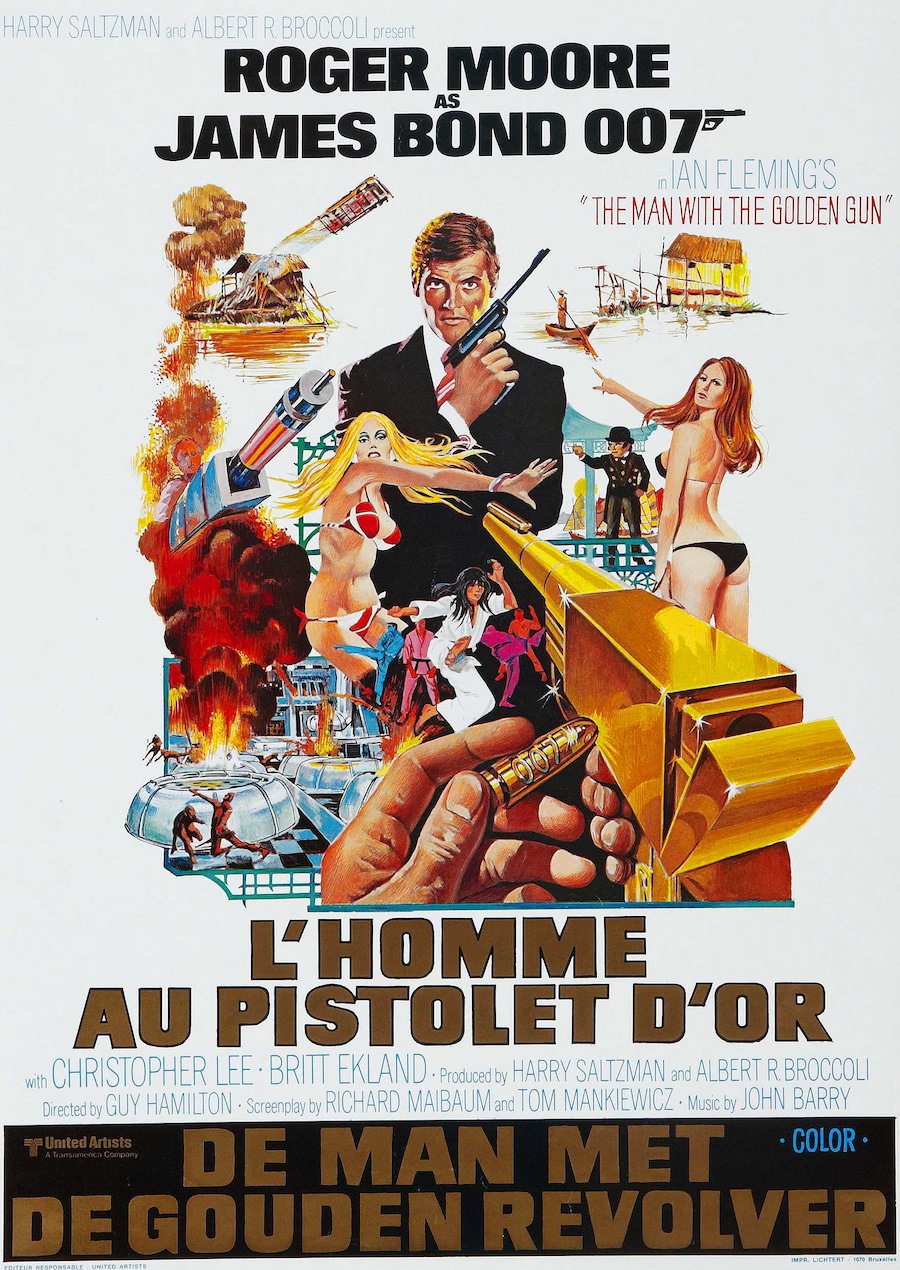 HARRY SALTZMAN and ALBERT R. BROCCOLI present
ROGER MOORE
AS
JAMES BOND 007
in IAN FLEMING'S
"THE MAN WITH THE GOLDEN GUN"
007
L'HOMME
AU PISTOLET D'OR
with CHRISTOPHER LEE · BRITT EKLAND · Produced by HARRY SALTZMAN and ALBERT R. BROCCOLI
Directed by GUY HAMILTON · Screenplay by RICHARD MAIBAUM and TOM MANKIEWICZ · Music by JOHN BARRY
United Artists
A Transamerica Company
DE MAN MET
· COLOR ·
DE GOUDEN REVOLVER
EDITEUR RESPONSABLE : UNITED ARTISTS
IMPR. LICHTERT - 1070 Bruxelles